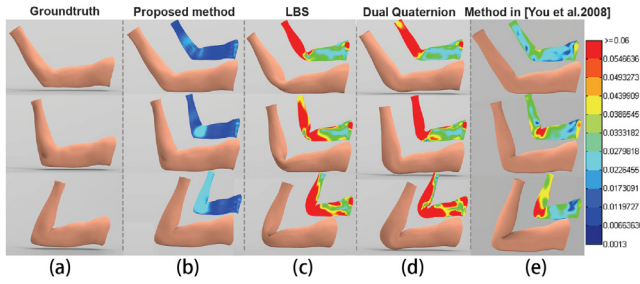 Groundtruth
Proposed method
LBS
Dual Quaternion
Method in [You et al.2008]
>= 0.06
0.0546636
0.0493273
0.0439909
0.0386545
0.0333182
0.0279818
0.0226455
0.0173091
0.0119727
0.00663636
0.0013
(a)
(b)
(c)
(d)
(e)